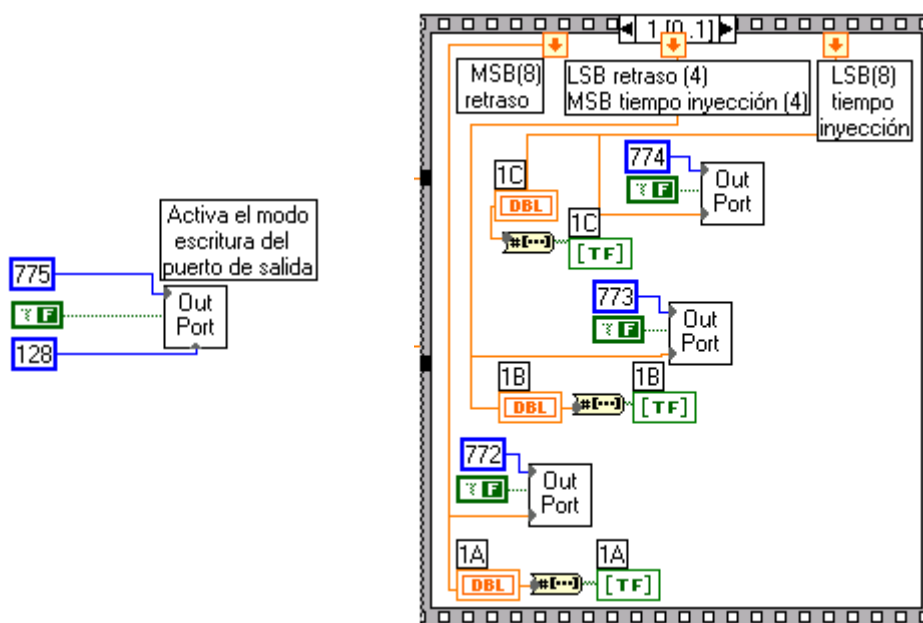 1 [0..1]
MSB(8)
retraso
LSB retraso (4)
MSB tiempo inyección (4)
LSB(8)
tiempo
inyección
774
F
Out
Port
1C
DBL
#[...]
1C
[TF]
Activa el modo
escritura del
puerto de salida
775
F
128
Out
Port
773
F
Out
Port
1B
DBL
#[...]
1B
[TF]
772
F
Out
Port
1A
DBL
#[...]
1A
[TF]